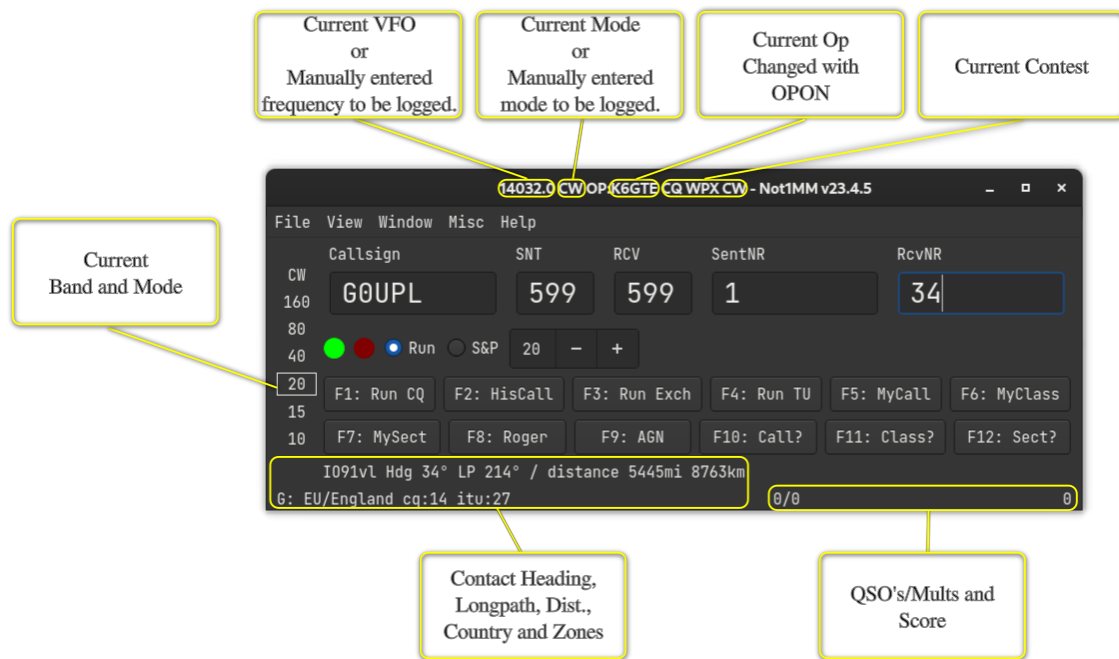 Current VFO
or
Manually entered
frequency to be logged.
Current Mode
or
Manually entered
mode to be logged.
Current Op
Changed with
OPON
Current Contest
14032.0 CW OP: K6GTE CQ WPX CW - Not1MM v23.4.5
File View Window Misc Help
Current
Band and Mode
Callsign SNT RCV SentNR RcvNR
CW
160
80
40
20
15
10
G0UPL 599 599 1 34
Run S&P 20 − +
F1: Run CQ F2: HisCall F3: Run Exch F4: Run TU F5: MyCall F6: MyClass
F7: MySect F8: Roger F9: AGN F10: Call? F11: Class? F12: Sect?
IO91vl Hdg 34° LP 214° / distance 5445mi 8763km
G: EU/England cq:14 itu:27 0/0 0
Contact Heading,
Longpath, Dist.,
Country and Zones
QSO's/Mults and
Score